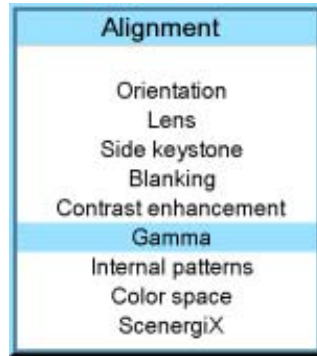 Alignment
Orientation
Lens
Side keystone
Blanking
Contrast enhancement
Gamma
Internal patterns
Color space
ScenergiX